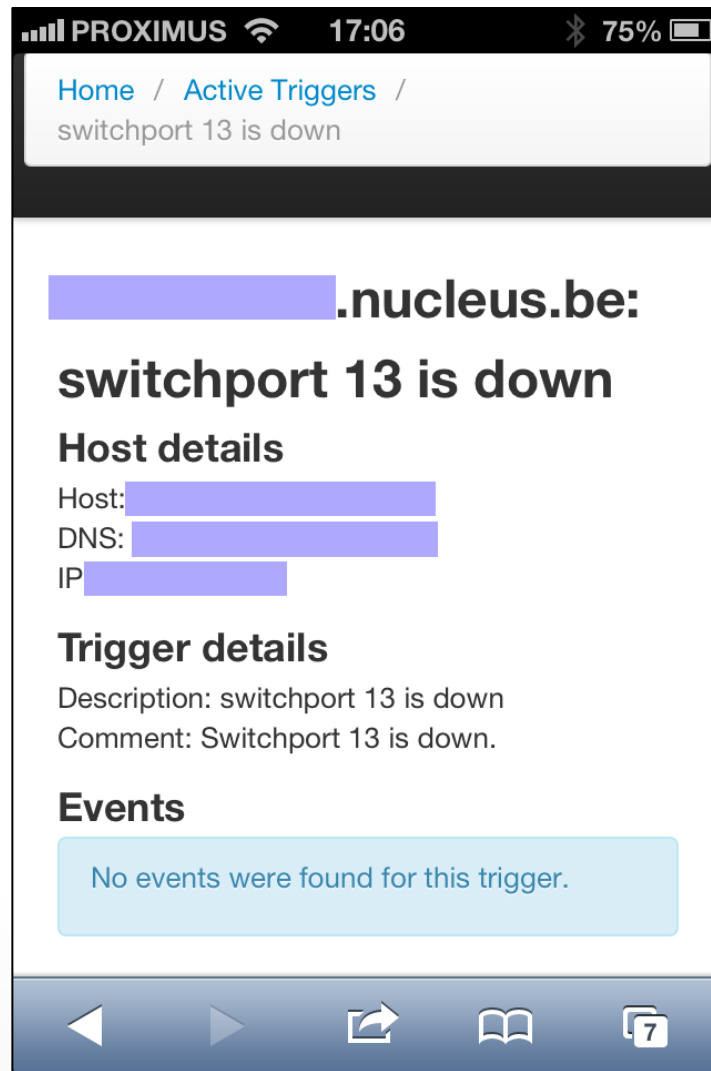 PROXIMUS 17:06 75%
Home / Active Triggers /
switchport 13 is down
.nucleus.be:
switchport 13 is down
Host details
Host:
DNS:
IP
Trigger details
Description: switchport 13 is down
Comment: Switchport 13 is down.
Events
No events were found for this trigger.
7